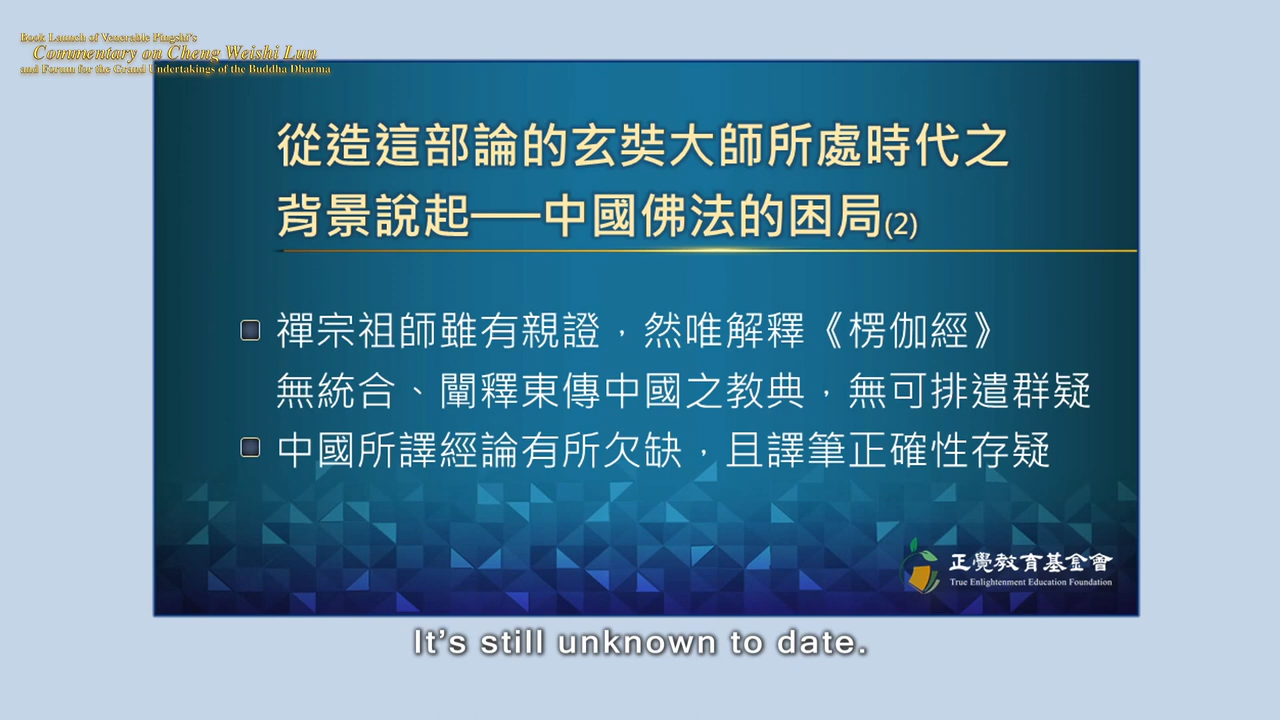 Book Launch of Venerable Pingshi's
Commentary on Cheng Weishi Lun
and Forum for the Grand Undertakings of the Buddha Dharma
從造這部論的玄奘大師所處時代之
背景說起──中國佛法的困局(2)
禪宗祖師雖有親證，然唯解釋《楞伽經》
無統合、闡釋東傳中國之教典，無可排遣群疑
中國所譯經論有所欠缺，且譯筆正確性存疑
正覺教育基金會
True Enlightenment Education Foundation
It's still unknown to date.